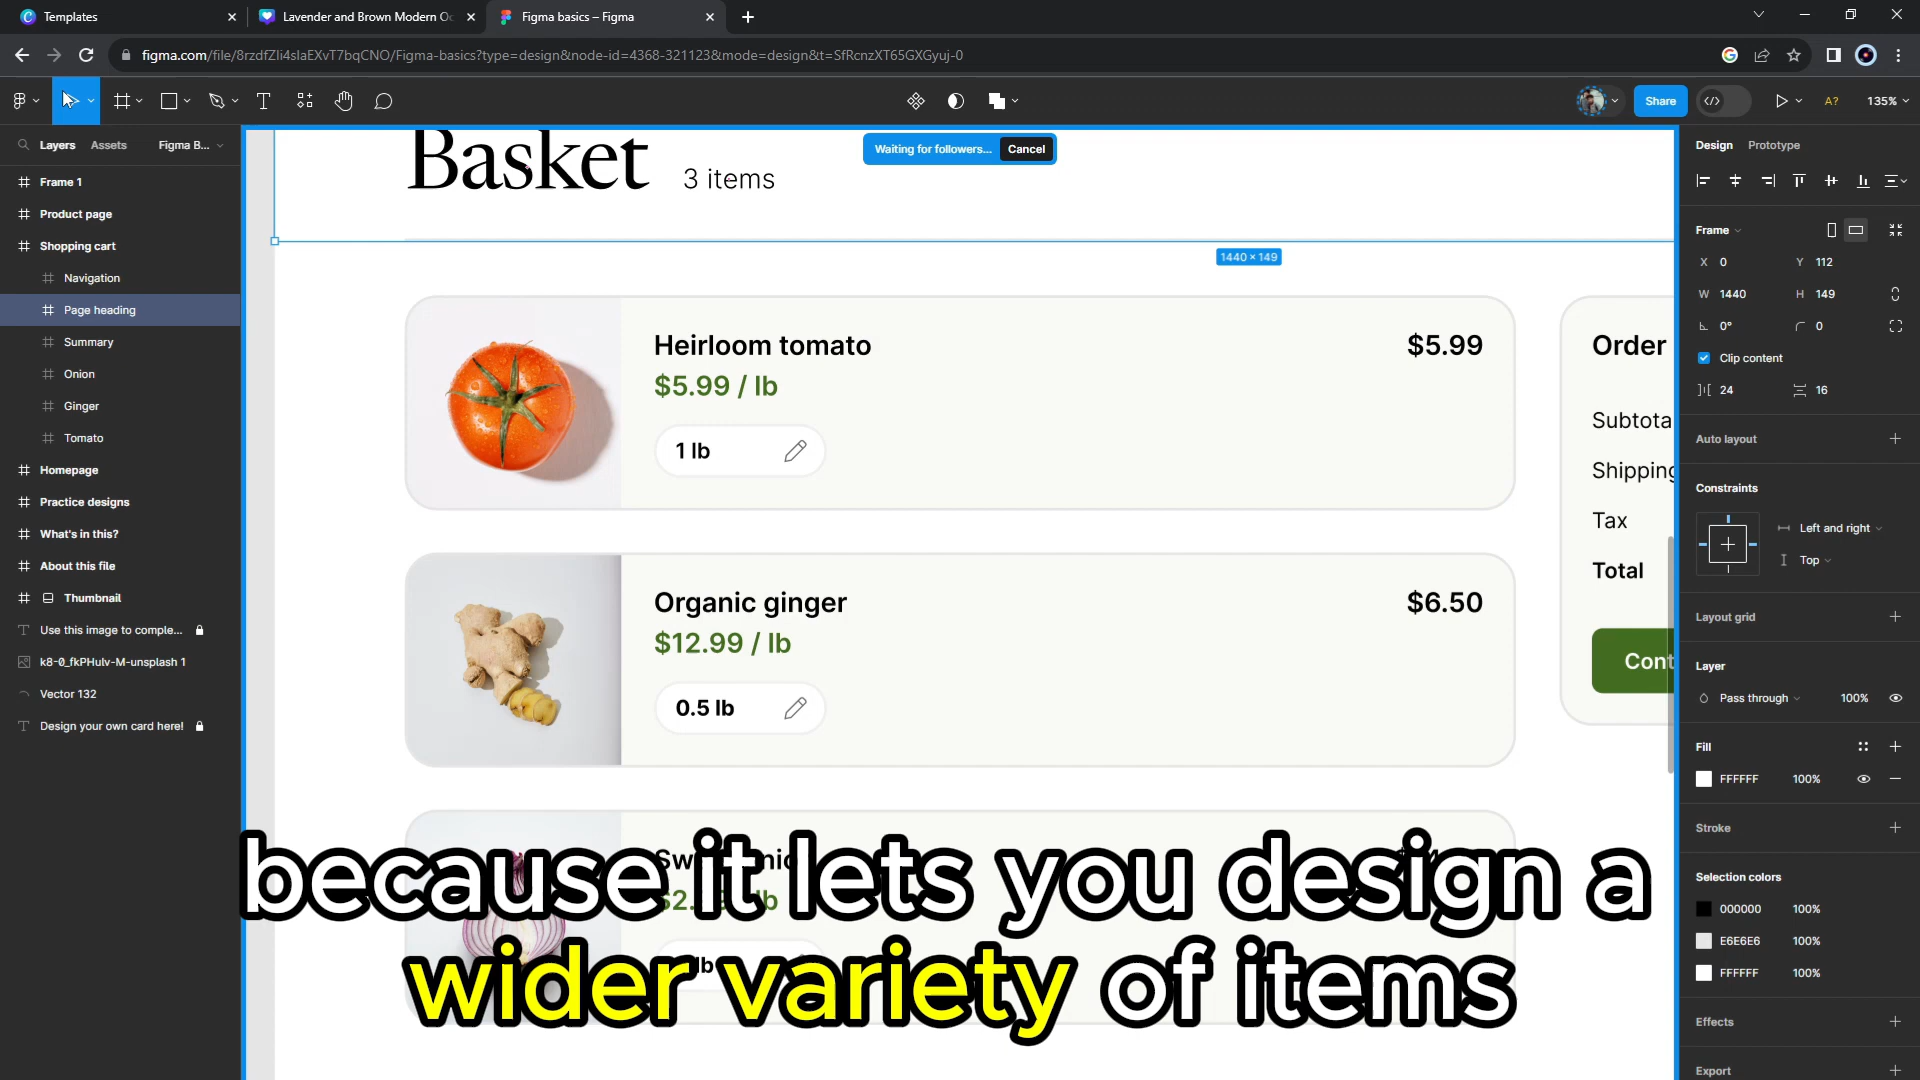 Templates
Lavender and Brown Modern Oc
Figma basics – Figma
figma.com/file/8rzdfZli4slaEXvT7bqCNO/Figma-basics?type=design&node-id=4368-321123&mode=design&t=SfRcnzXT65GXGyuj-0
Share
A?
135%
Layers
Assets
Figma B...
Frame 1
Product page
Shopping cart
Navigation
Page heading
Summary
Onion
Ginger
Tomato
Homepage
Practice designs
What's in this?
About this file
Thumbnail
Use this image to comple...
k8-0_fkPHulv-M-unsplash 1
Vector 132
Design your own card here!
Basket
3 items
Waiting for followers...
Cancel
1440 × 149
Heirloom tomato
$5.99
$5.99 / lb
1 lb
Organic ginger
$6.50
$12.99 / lb
0.5 lb
Order
Subtota
Shipping
Tax
Total
Cont
because it lets you design a
wider variety of items
Design
Prototype
Frame
X 0
Y 112
W 1440
H 149
0°
0
Clip content
24
16
Auto layout
Constraints
Left and right
Top
Layout grid
Layer
Pass through
100%
Fill
FFFFFF
100%
Stroke
Selection colors
000000
100%
E6E6E6
100%
FFFFFF
100%
Effects
Export